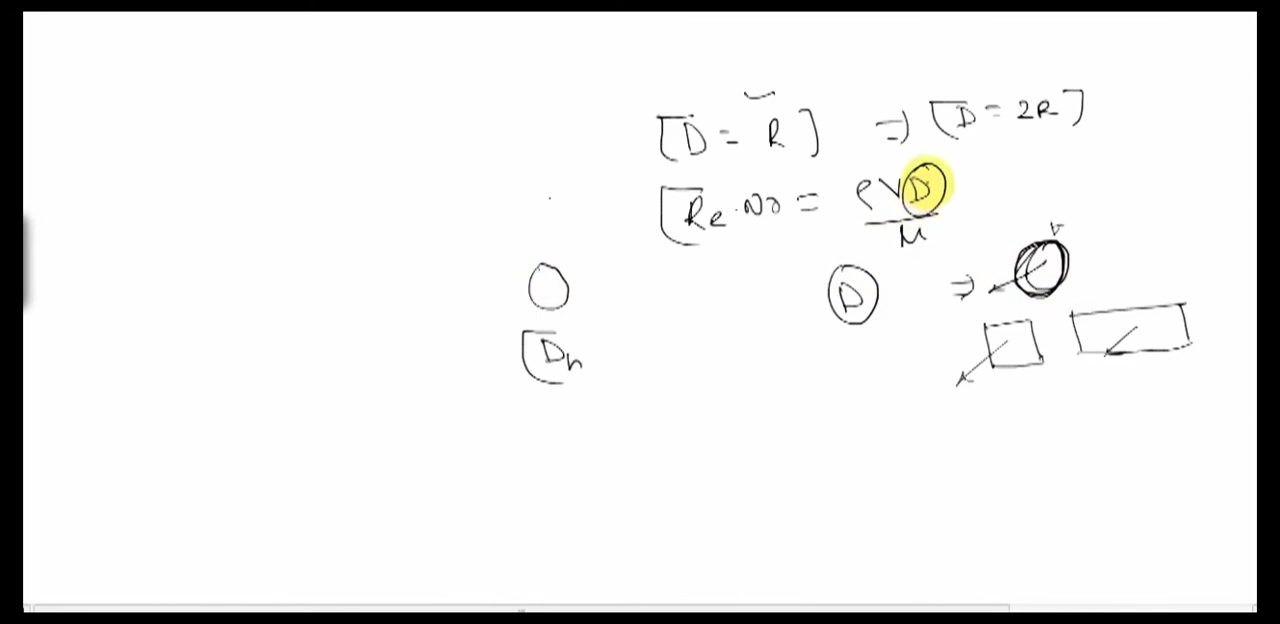 [D = R] ⇒ [D = 2R]
[Re.No = ρVD
μ
D ⇒
[Dh